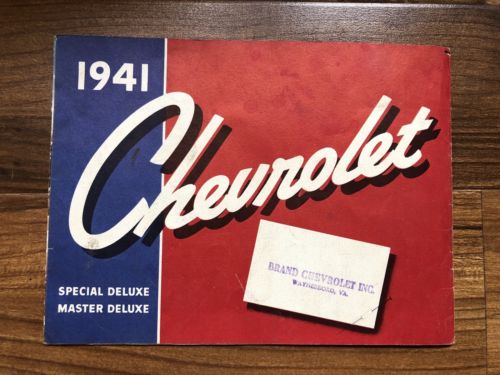 1941
Chevrolet
SPECIAL DELUXE
MASTER DELUXE
BRAND CHEVROLET INC.
WAYNESBORO, VA.